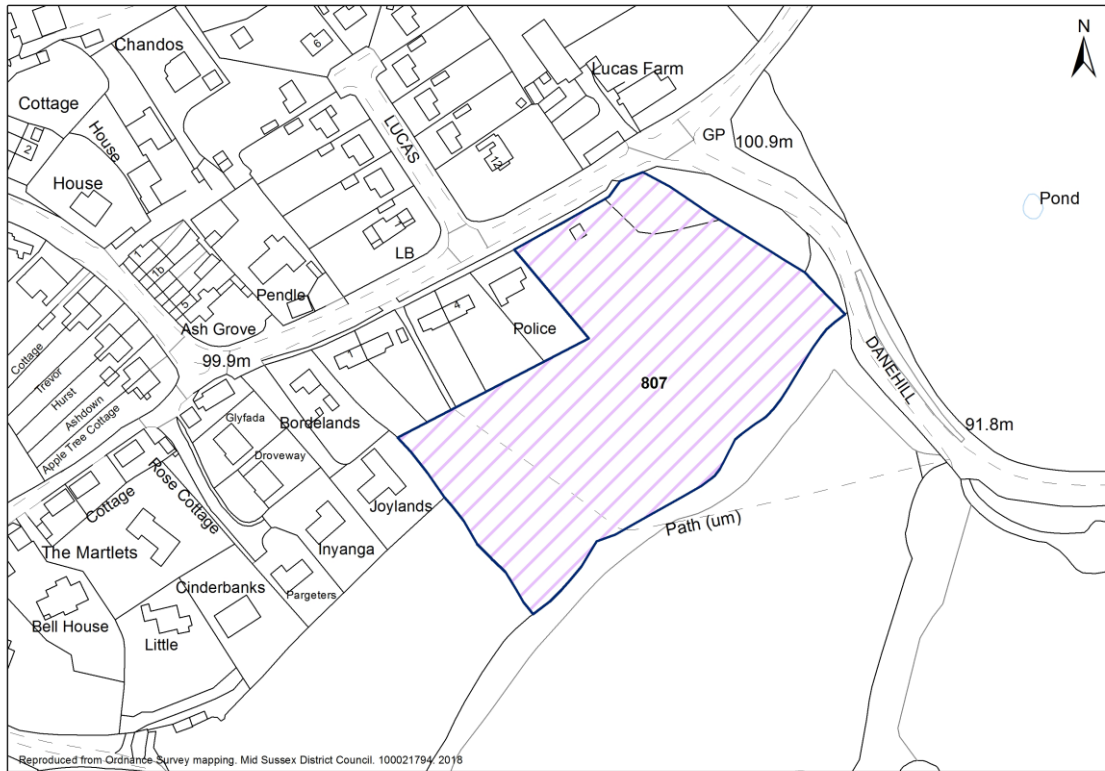 N
6
Chandos
Lucas Farm
Cottage
House
2
House
LUCAS
12
GP
100.9m
Pond
1
LB
1
1b
5
Pendle
4
Police
Ash Grove
99.9m
Cottage
Trevor
Hurst
Ashdown
Apple Tree Cottage
1
807
DANEHILL
91.8m
Glyfada
Bordelands
Droveway
Rose Cottage
Cottage
Joylands
Path (um)
The Martlets
Inyanga
Cinderbanks
Pargeters
Bell House
Little
Reproduced from Ordnance Survey mapping. Mid Sussex District Council. 100021794. 2018